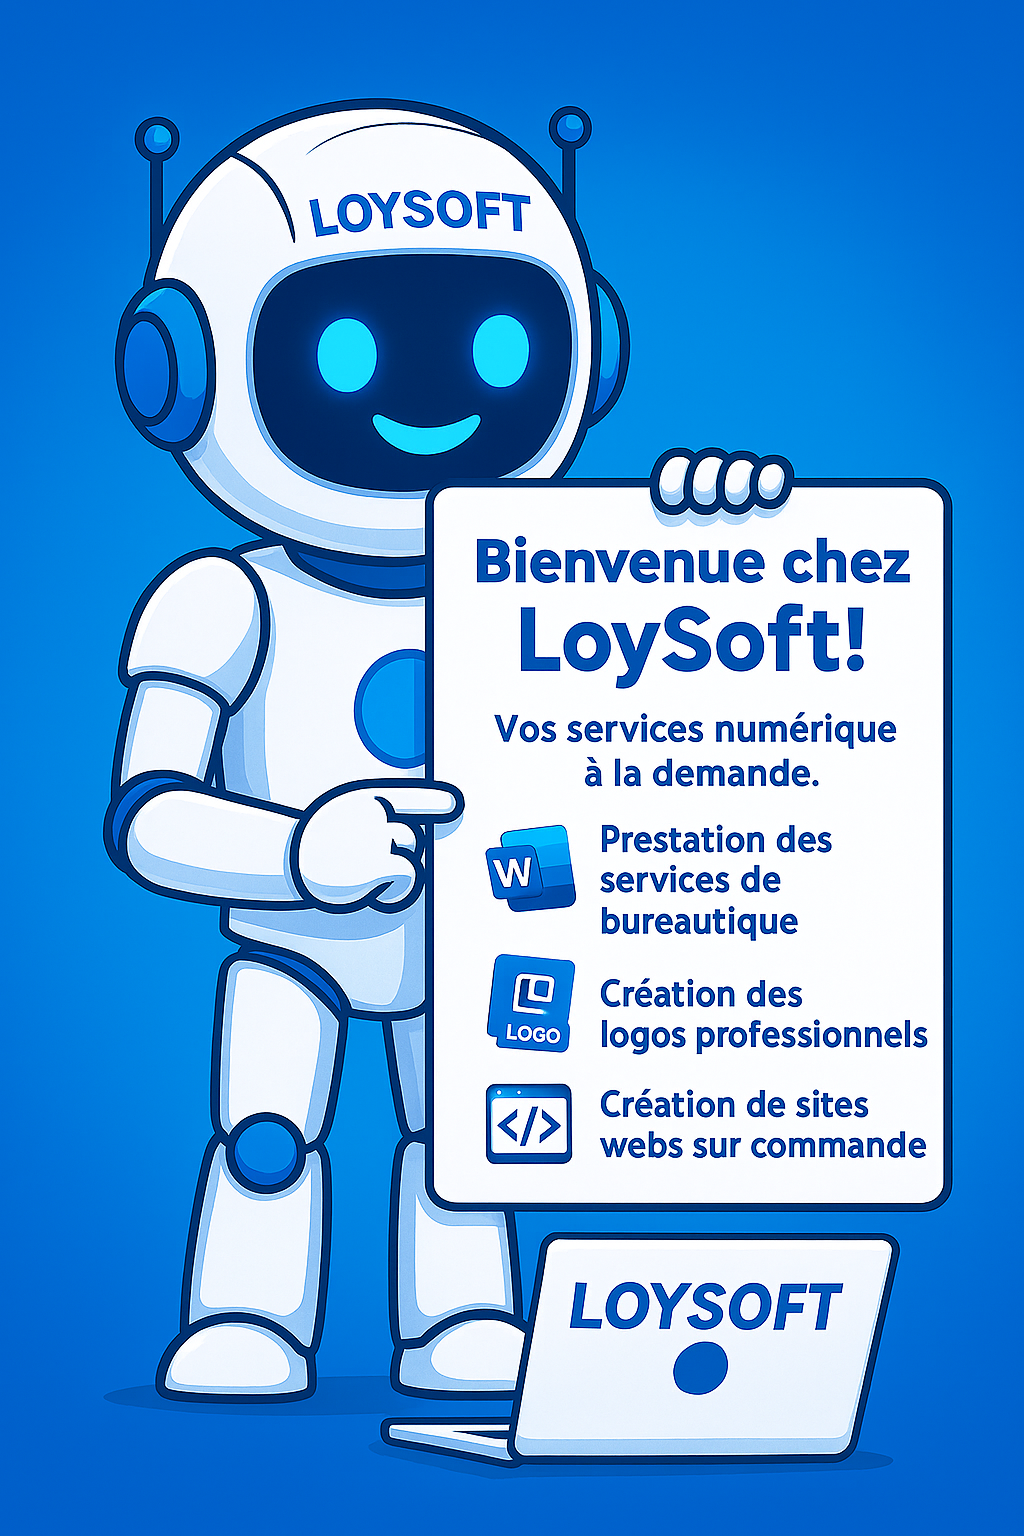 LOYSOFT
Bienvenue chez
LoySoft!
Vos services numérique
à la demande.
W
Prestation des
services de
bureautique
LOGO
Création des
logos professionnels
</>
Création de sites
webs sur commande
LOYSOFT